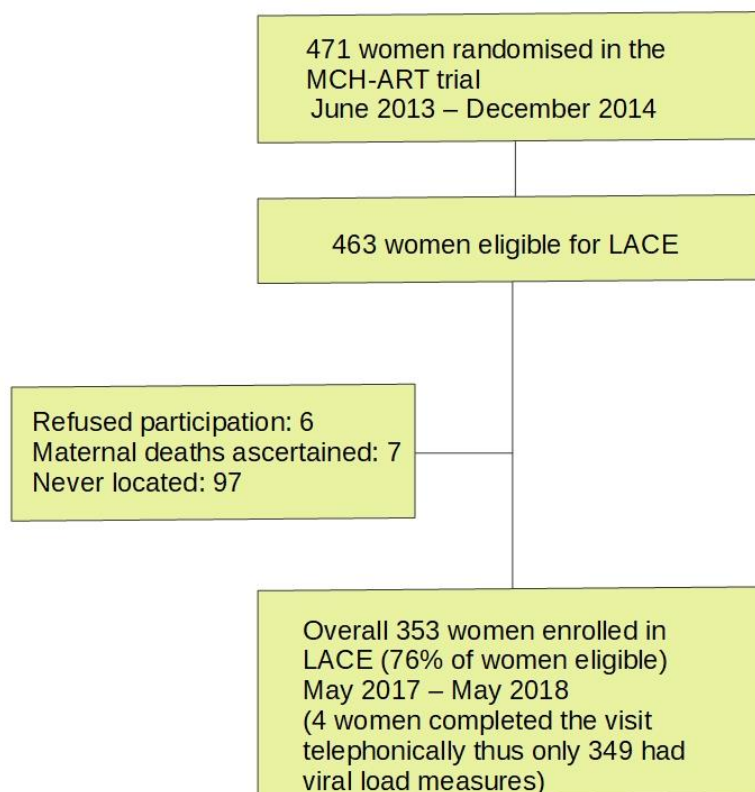 471 women randomised in the
MCH-ART trial
June 2013 – December 2014
463 women eligible for LACE
Refused participation: 6
Maternal deaths ascertained: 7
Never located: 97
Overall 353 women enrolled in
LACE (76% of women eligible)
May 2017 – May 2018
(4 women completed the visit
telephonically thus only 349 had
viral load measures)